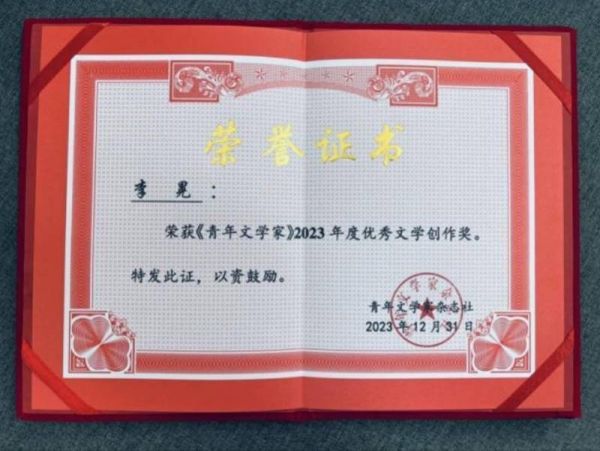 荣誉证书
李晃：
荣获《青年文学家》2023年度优秀文学创作奖。
特发此证，以资鼓励。
青年文学家杂志社
2023年12月31日